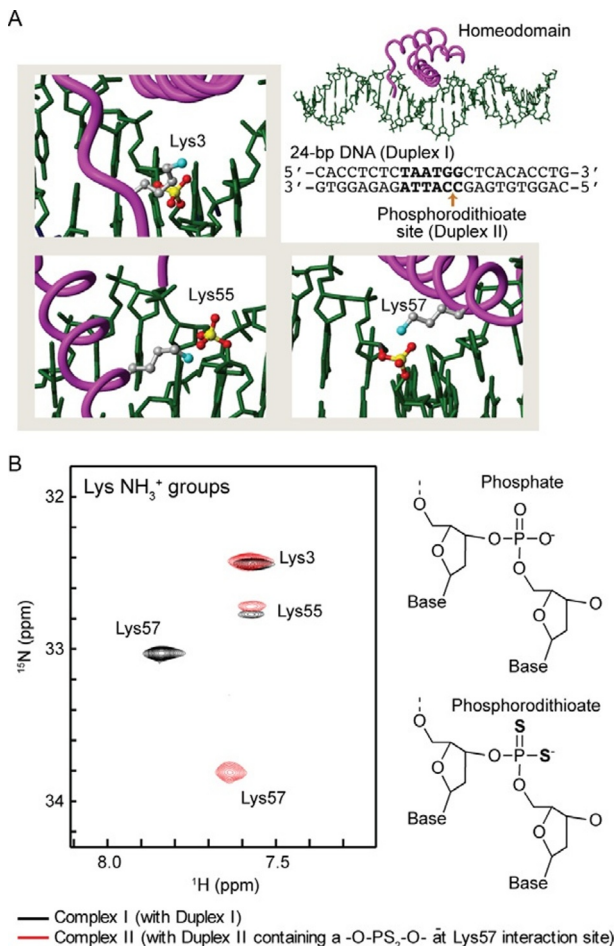 A
Homeodomain
Lys3
24-bp DNA (Duplex I)
5′-CACCTCTCTAATGGCTCACACCTG-3′
3′-GTGGAGAGATTACCGAGTGTGGAC-5′
Phosphorodithioate
site (Duplex II)
Lys55
Lys57
B
Lys NH₃⁺ groups
32
33
34
¹⁵N (ppm)
Lys3
Lys55
Lys57
Lys57
8.0
7.5
¹H (ppm)
Phosphate
O
O
O
P
O⁻
O
O
O
O
Base
Base
Phosphorodithioate
O
S
O
P
S⁻
O
O
O
O
Base
Base
Complex I (with Duplex I)
Complex II (with Duplex II containing a -O-PS₂-O-⁻ at Lys57 interaction site)